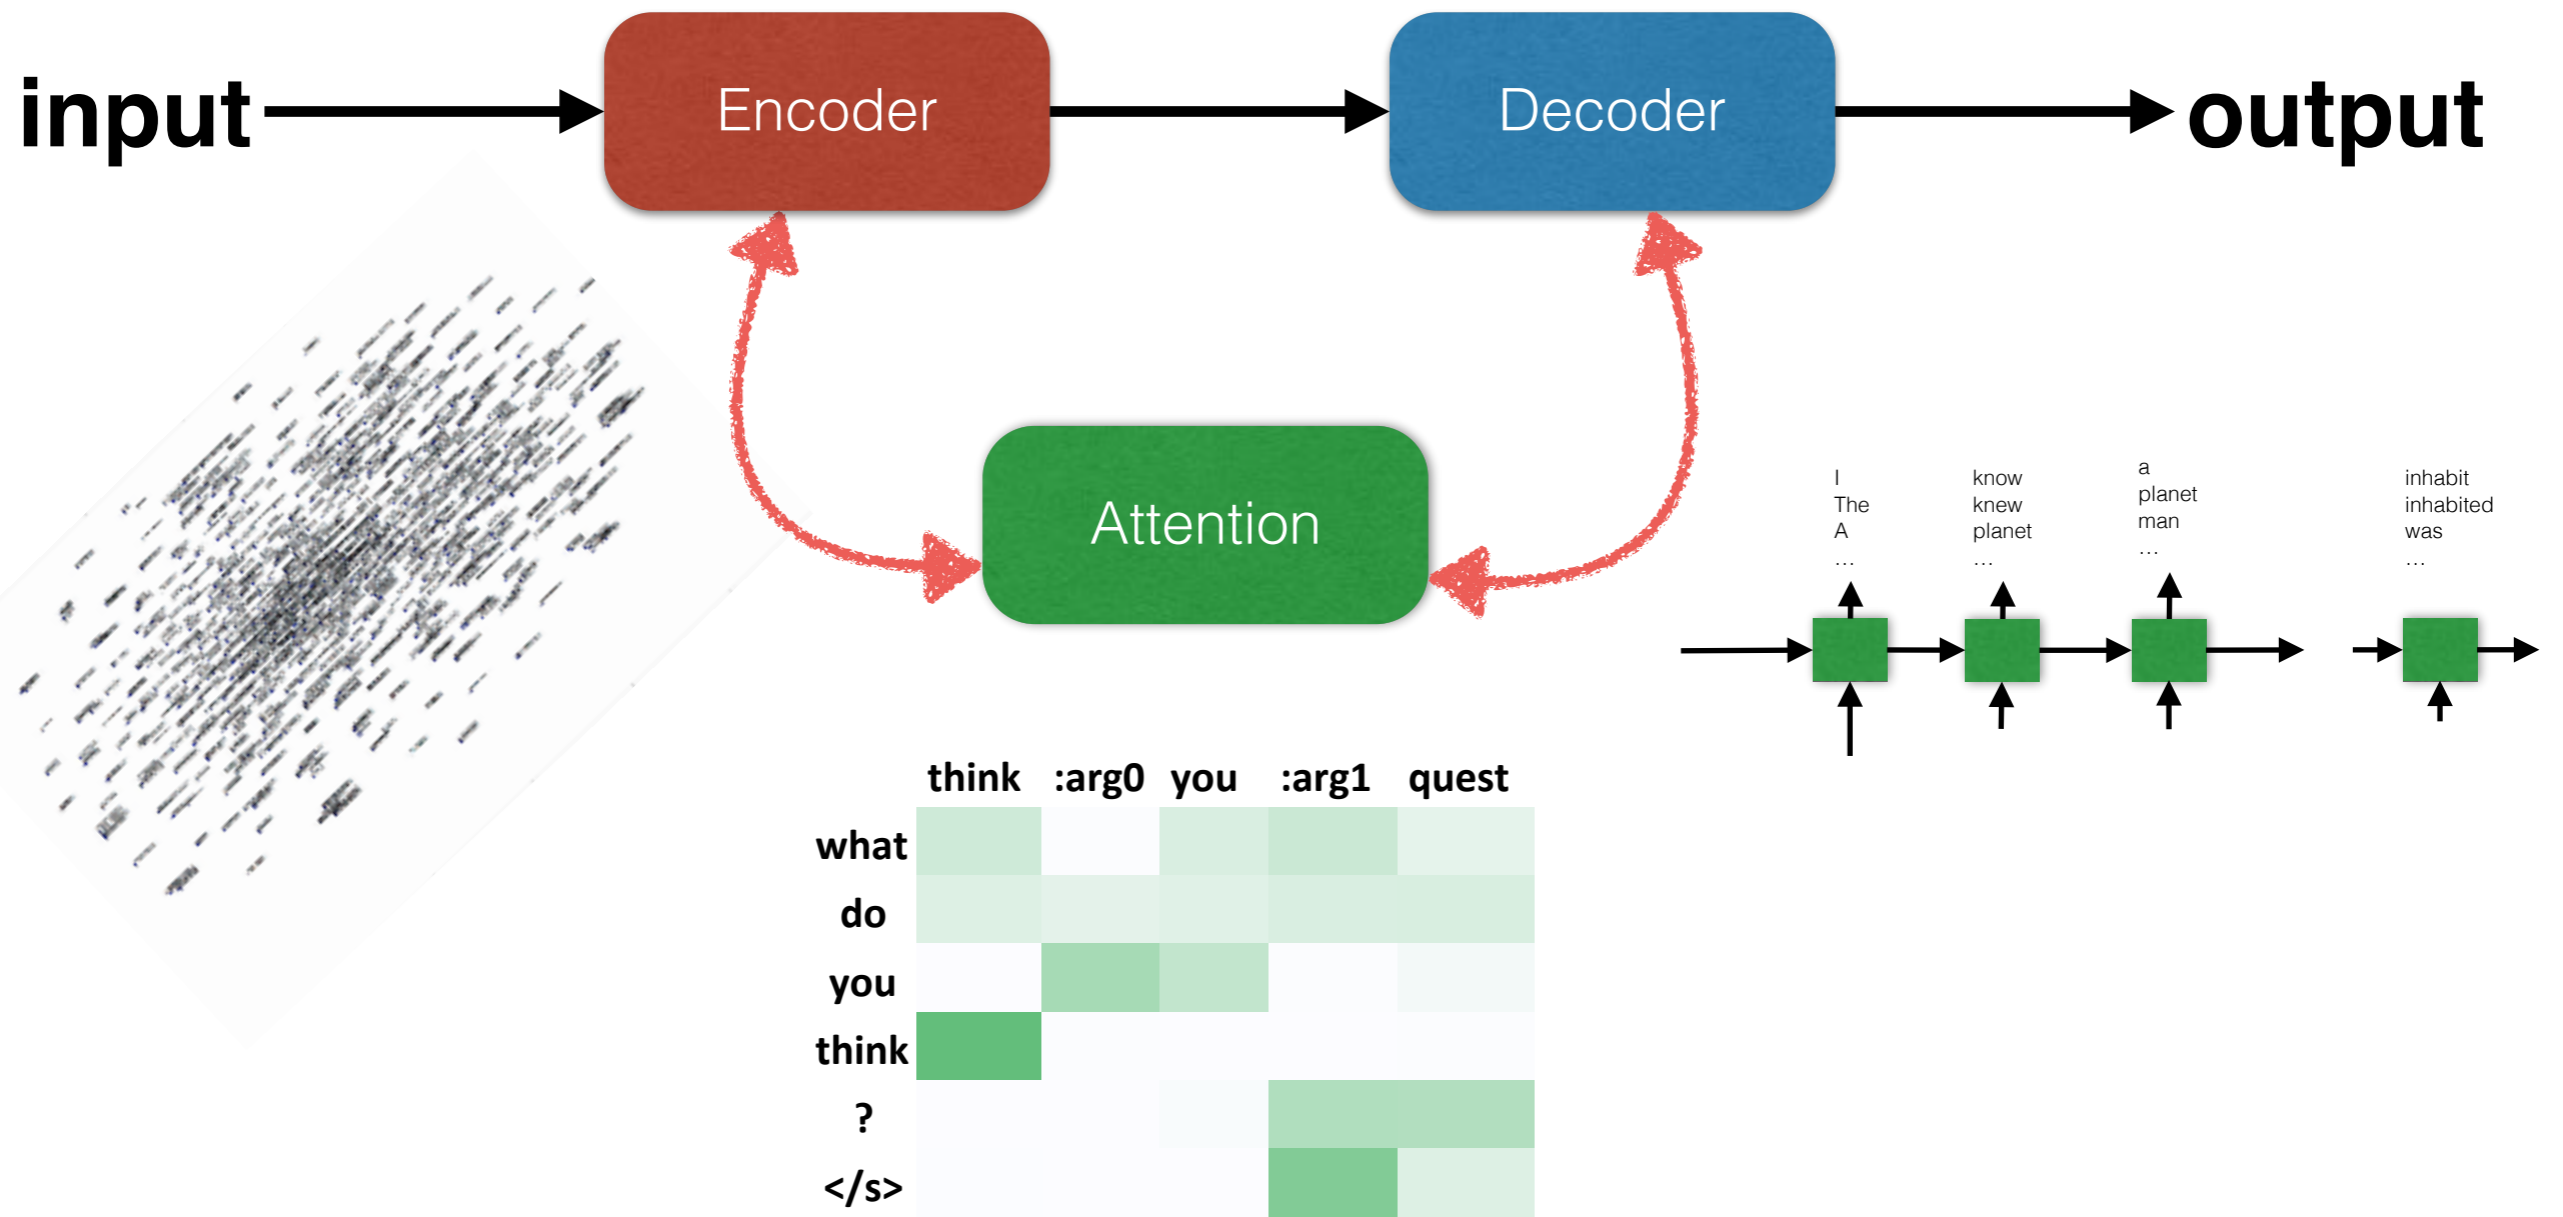 input
Encoder
Decoder
output
Attention
I
The
A
...
know
knew
planet
...
a
planet
man
...
inhabit
inhabited
was
...
think :arg0 you :arg1 quest
what
do
you
think
?
</s>